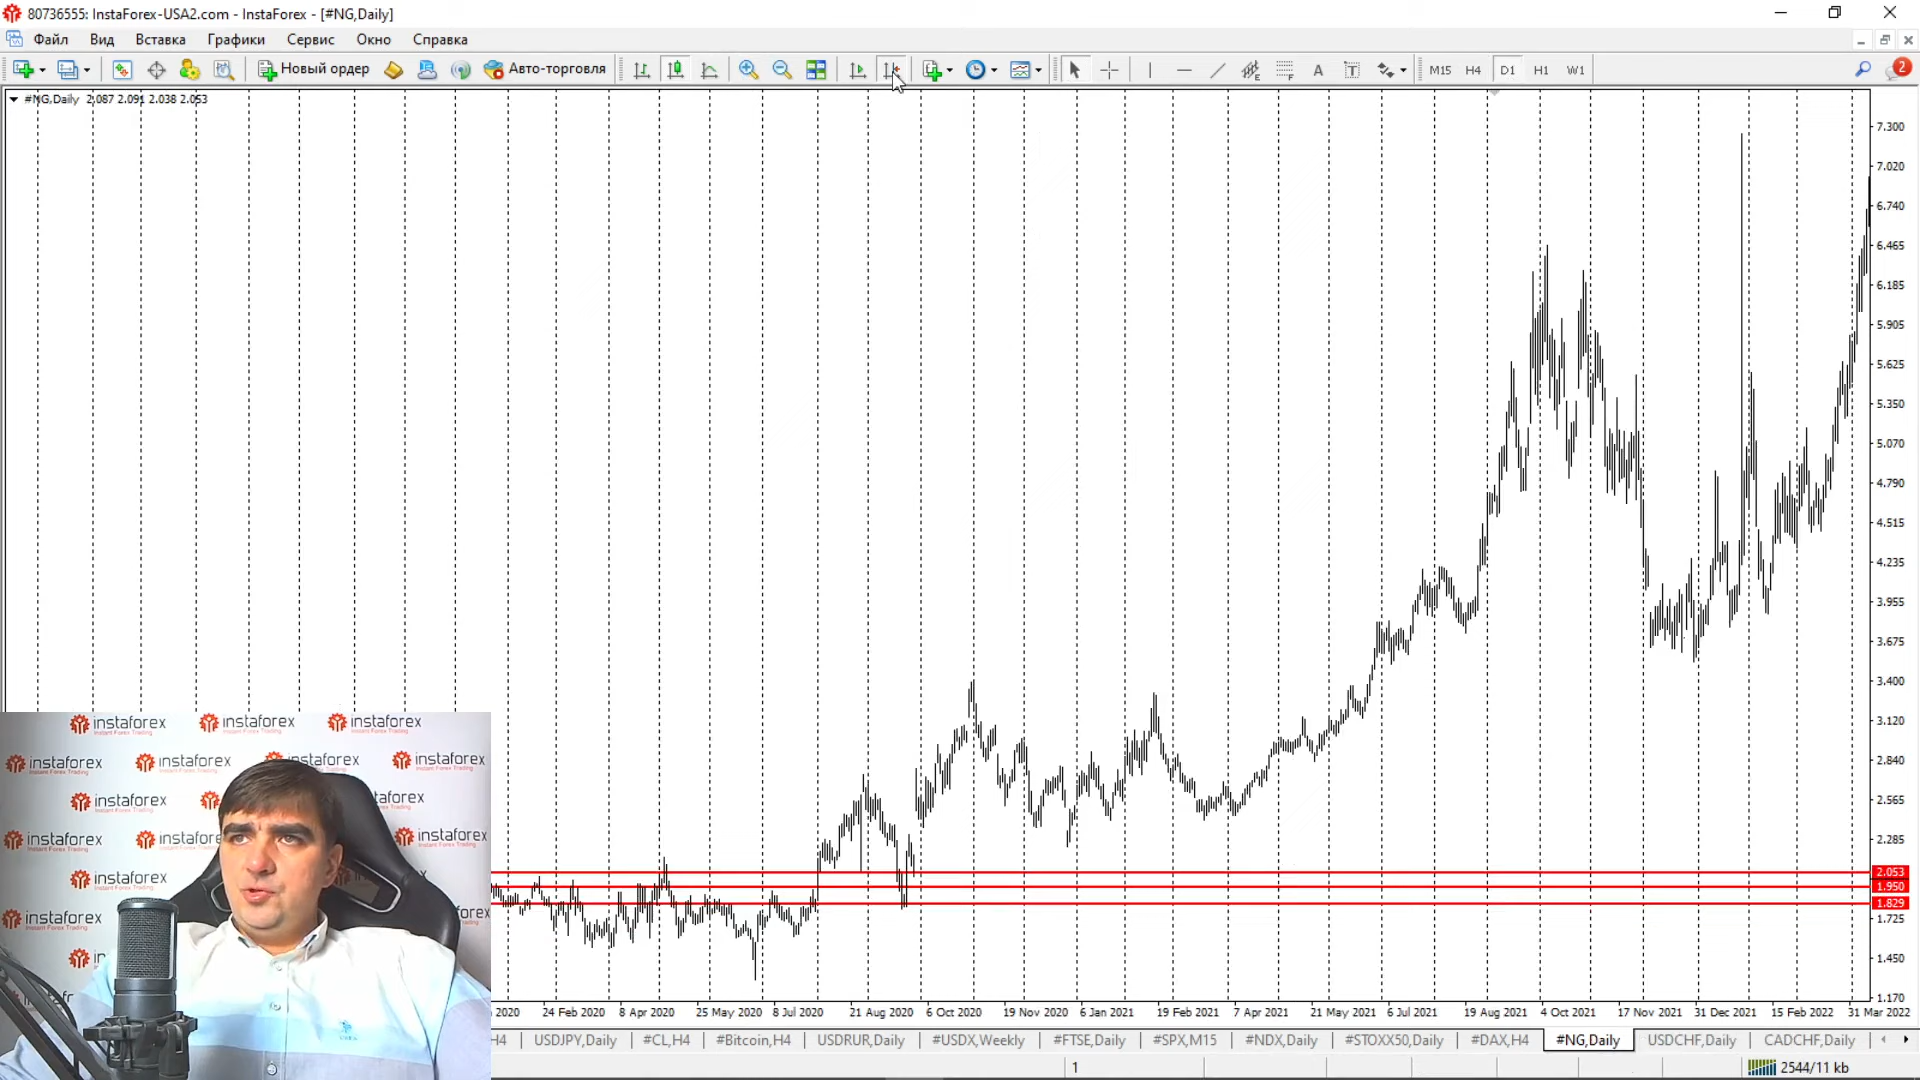 80736555: InstaForex-USA2.com - InstaForex - [#NG,Daily]
Файл Вид Вставка Графики Сервис Окно Справка
Новый ордер Авто-торговля A T M15 H4 D1 H1 W1 2
#NG,Daily 2.087 2.091 2.038 2.053
7.300
7.020
6.740
6.465
6.185
5.905
5.625
5.350
5.070
4.790
4.515
4.235
3.955
3.675
3.400
3.120
2.840
2.565
2.285
2.053
1.950
1.829
1.725
1.450
1.170
instaforex instaforex instaforex
Instant Forex Trading
instaforex instaforex instaforex
instaforex
instaforex instaforex
instaforex
instaforex
2020 24 Feb 2020 8 Apr 2020 25 May 2020 8 Jul 2020 21 Aug 2020 6 Oct 2020 19 Nov 2020 6 Jan 2021 19 Feb 2021 7 Apr 2021 21 May 2021 6 Jul 2021 19 Aug 2021 4 Oct 2021 17 Nov 2021 31 Dec 2021 15 Feb 2022 31 Mar 2022
H4 USDJPY,Daily #CL,H4 #Bitcoin,H4 USDRUR,Daily #USDX,Weekly #FTSE,Daily #SPX,M15 #NDX,Daily #STOXX50,Daily #DAX,H4 #NG,Daily USDCHF,Daily CADCHF,Daily
1 2544/11 kb